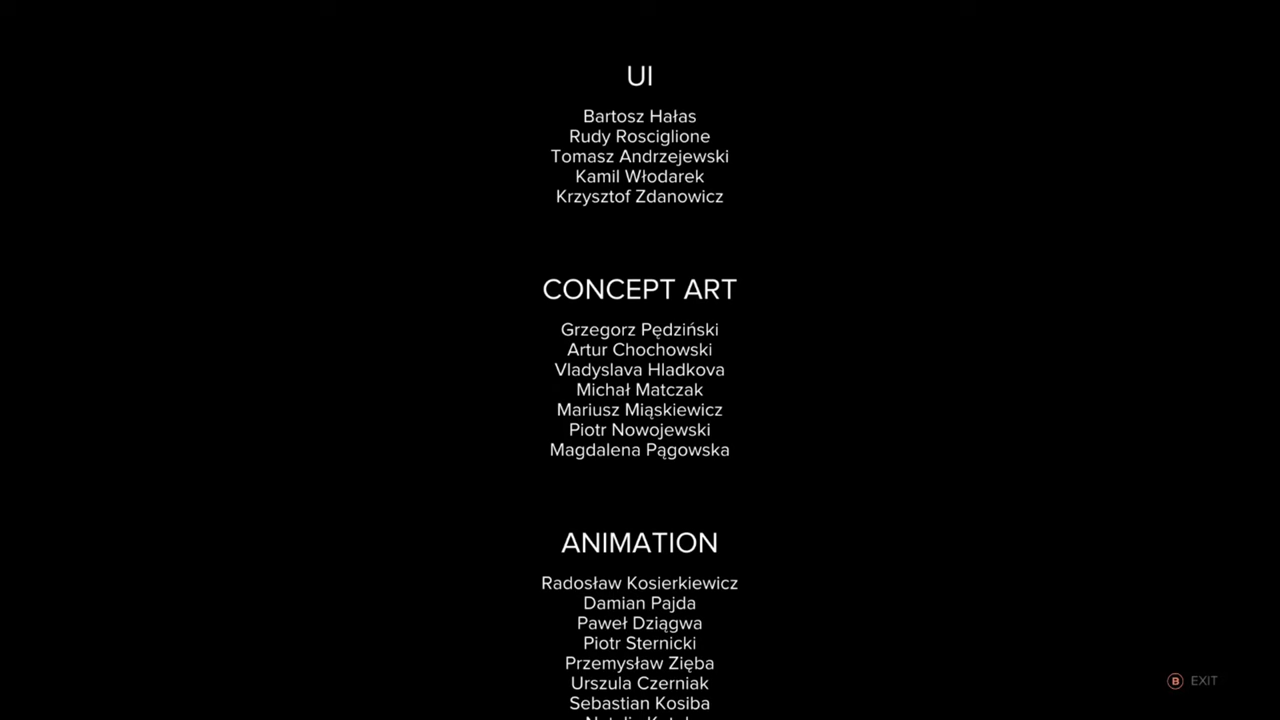 UI
Bartosz Hałas
Rudy Rosciglione
Tomasz Andrzejewski
Kamil Włodarek
Krzysztof Zdanowicz
CONCEPT ART
Grzegorz Pędziński
Artur Chochowski
Vladyslava Hladkova
Michał Matczak
Mariusz Miąskiewicz
Piotr Nowojewski
Magdalena Pągowska
ANIMATION
Radosław Kosierkiewicz
Damian Pajda
Paweł Dziągwa
Piotr Sternicki
Przemysław Zięba
Urszula Czerniak
Sebastian Kosiba
B EXIT